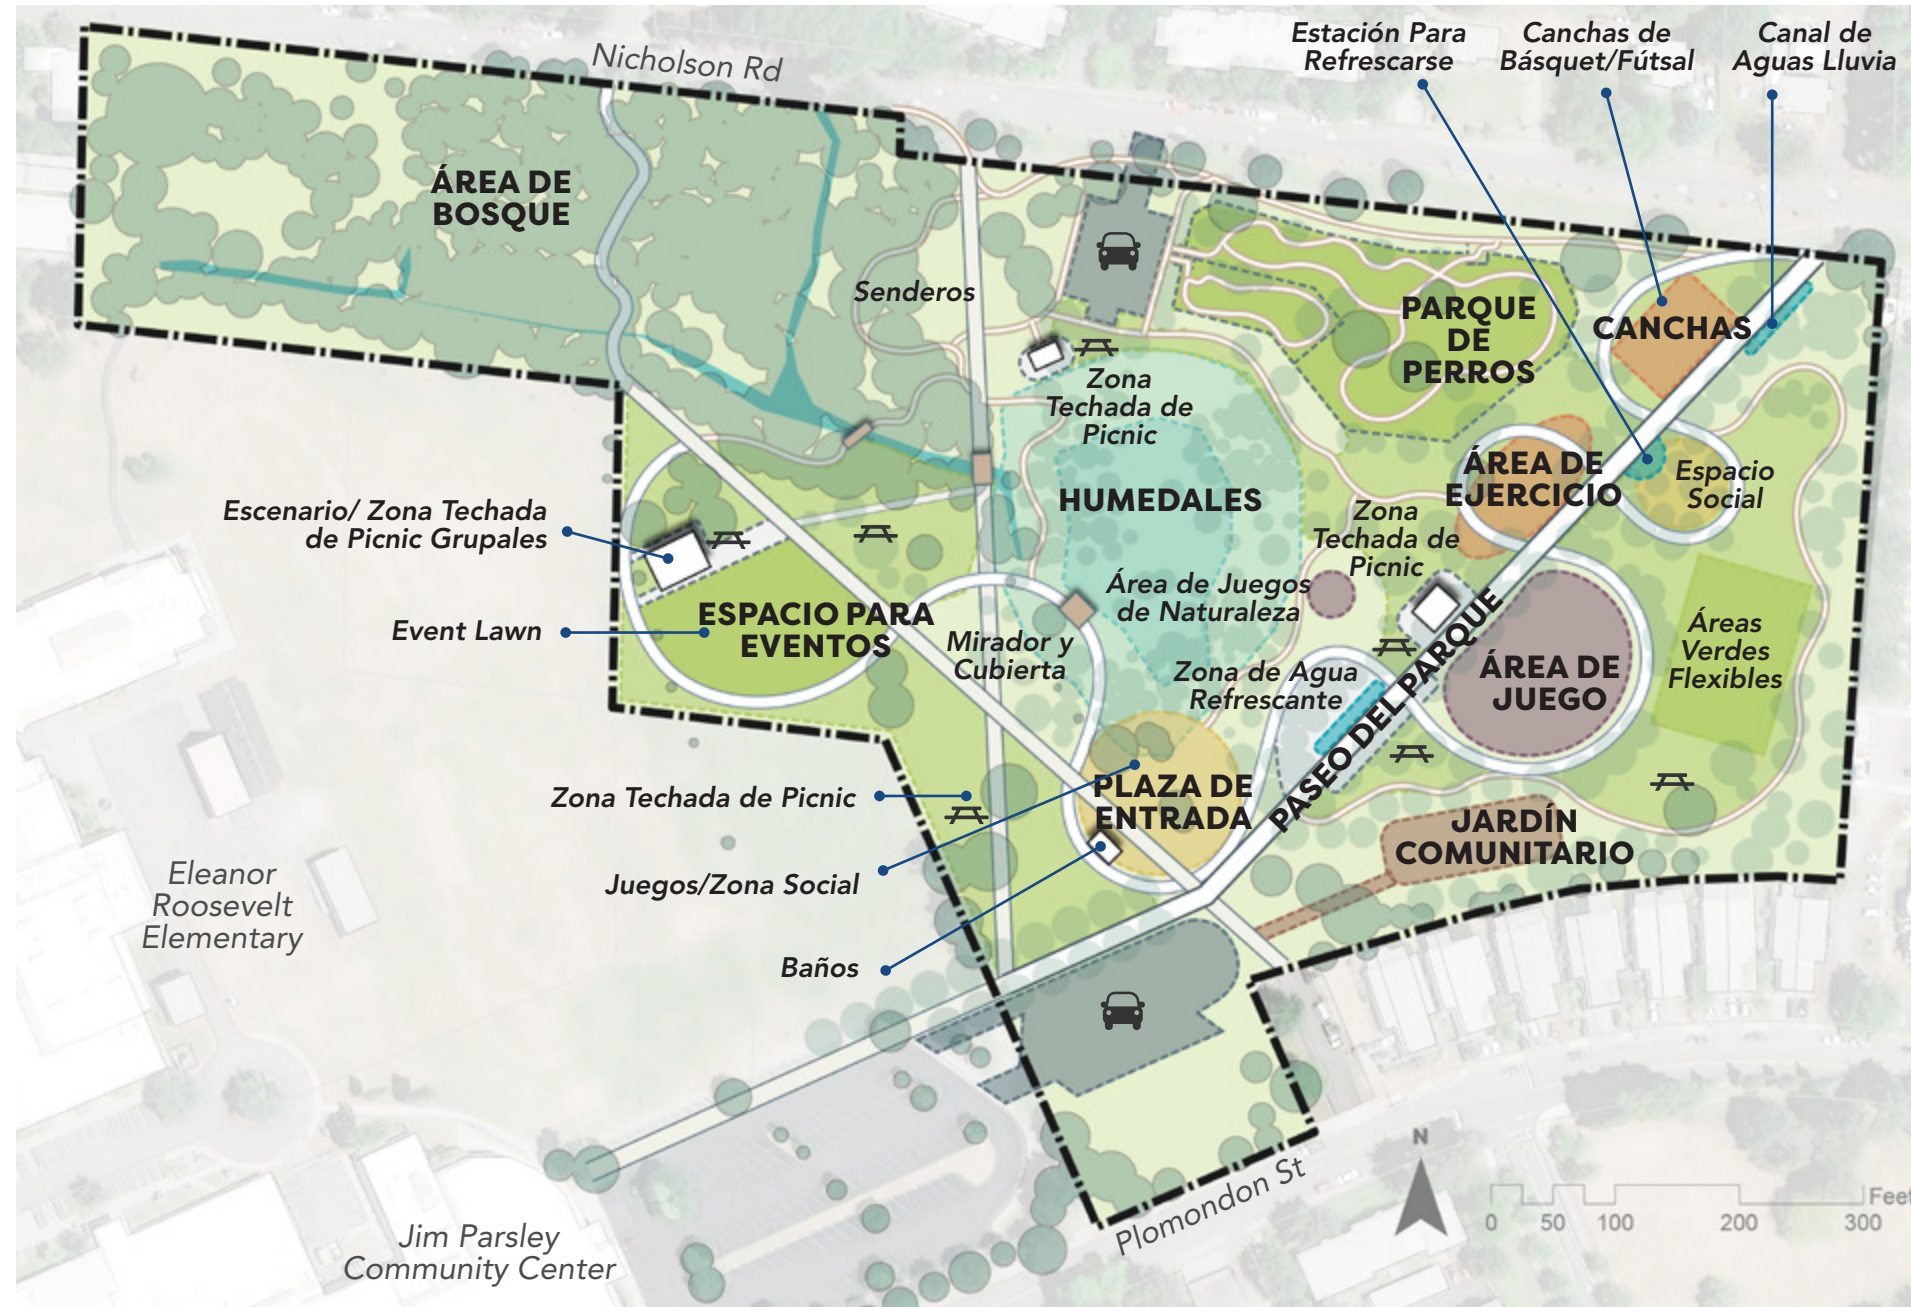 Nicholson Rd
Estación Para
Refrescarse
Canchas de
Básquet/Fútsal
Canal de
Aguas Lluvia
ÁREA DE
BOSQUE
Senderos
PARQUE
DE
PERROS
CANCHAS
Zona
Techada de
Picnic
HUMEDALES
ÁREA DE
EJERCICIO
Espacio
Social
Escenario/ Zona Techada
de Picnic Grupales
Zona
Techada de
Picnic
Área de Juegos
de Naturaleza
Event Lawn
ESPACIO PARA
EVENTOS
Mirador y
Cubierta
Zona de Agua
Refrescante
PASEO DEL PARQUE
ÁREA DE
JUEGO
Áreas
Verdes
Flexibles
Zona Techada de Picnic
PLAZA DE
ENTRADA
JARDÍN
COMUNITARIO
Juegos/Zona Social
Eleanor
Roosevelt
Elementary
Baños
Plomondon St
Jim Parsley
Community Center
N
Feet
0 50 100 200 300